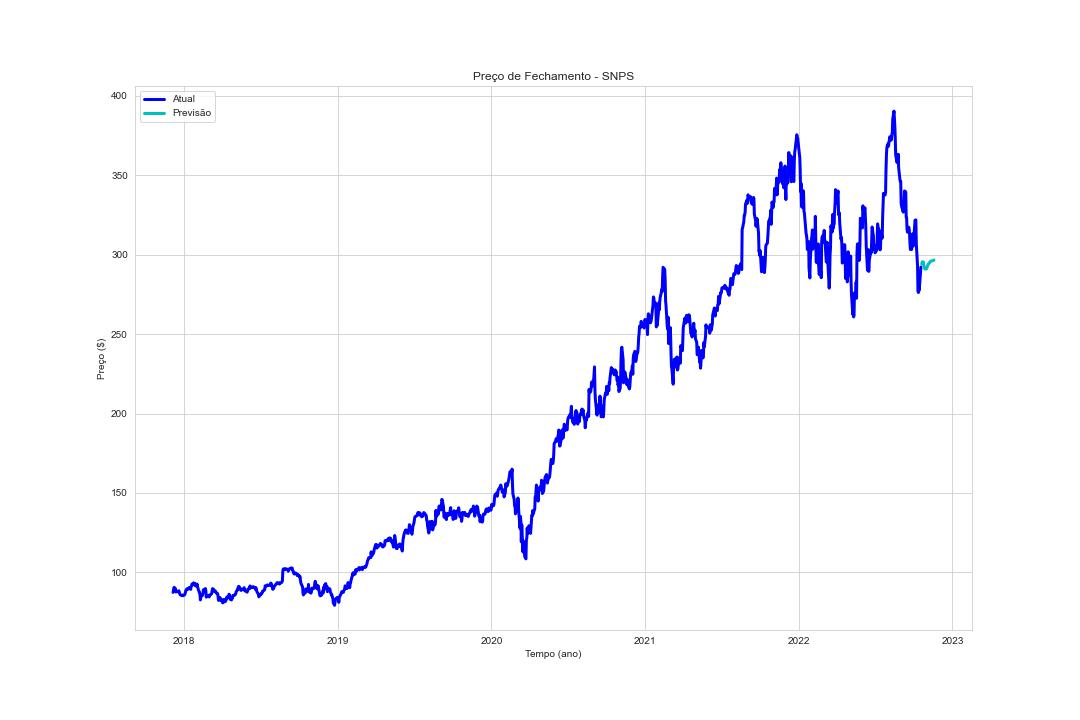 Preço de Fechamento - SNPS
Atual
Previsão
400
350
300
250
200
150
100
Preço ($)
2018
2019
2020
2021
2022
2023
Tempo (ano)